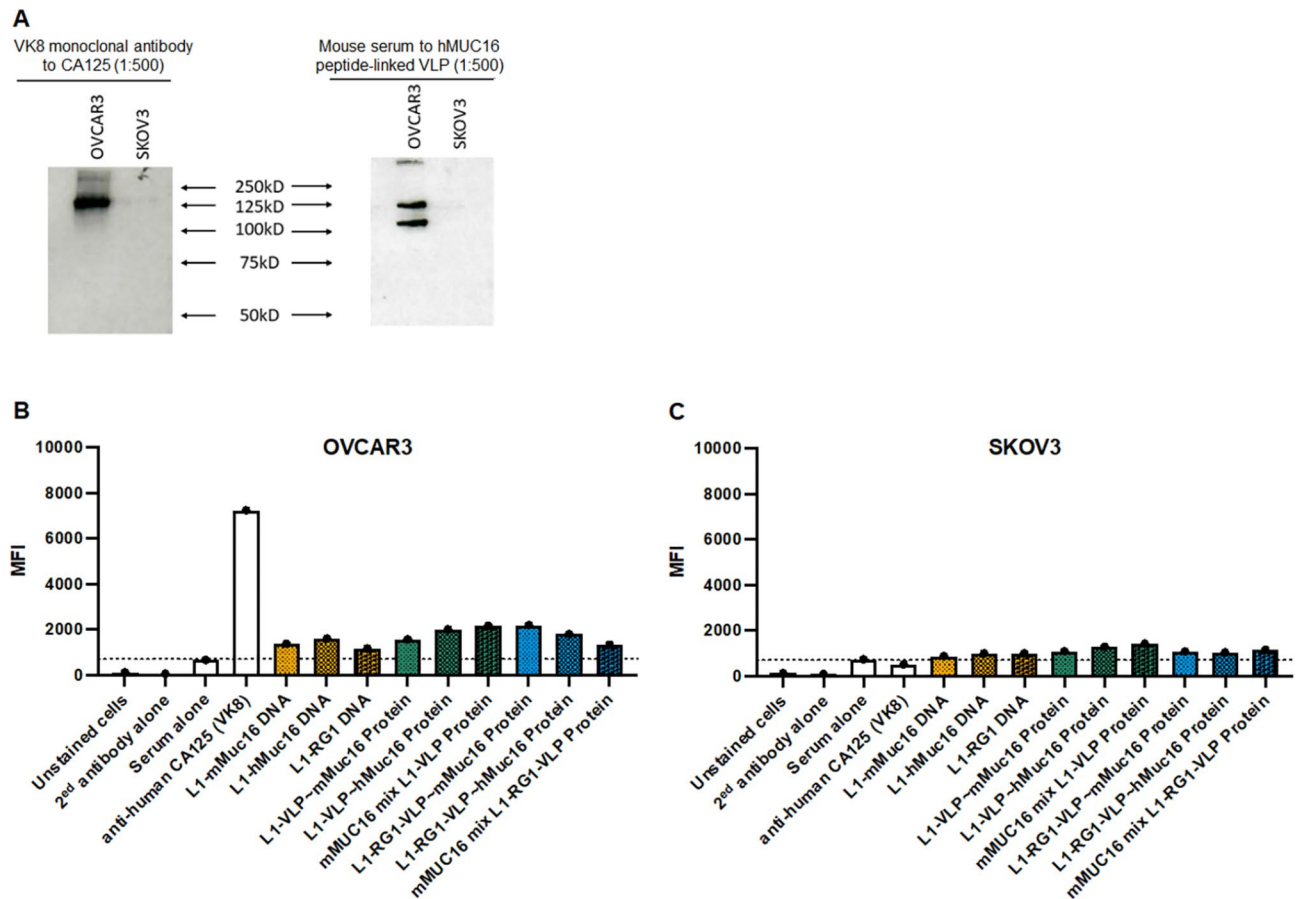 A
VK8 monoclonal antibody
to CA125 (1:500)
Mouse serum to hMUC16
peptide-linked VLP (1:500)
OVCAR3
SKOV3
OVCAR3
SKOV3
250kD
125kD
100kD
75kD
50kD
B
OVCAR3
MFI
10000
8000
6000
4000
2000
0
Unstained cells
2ed antibody alone
Serum alone
anti-human CA125 (VK8)
L1-mMuc16 DNA
L1-hMuc16 DNA
L1-RG1 DNA
L1-VLP~mMuc16 Protein
L1-VLP~hMuc16 Protein
mMUC16 mix L1-VLP Protein
L1-RG1-VLP~mMuc16 Protein
L1-RG1-VLP~hMuc16 Protein
mMUC16 mix L1-RG1-VLP Protein
C
SKOV3
MFI
10000
8000
6000
4000
2000
0
Unstained cells
2ed antibody alone
Serum alone
anti-human CA125 (VK8)
L1-mMuc16 DNA
L1-hMuc16 DNA
L1-RG1 DNA
L1-VLP~mMuc16 Protein
L1-VLP~hMuc16 Protein
mMUC16 mix L1-VLP Protein
L1-RG1-VLP~mMuc16 Protein
L1-RG1-VLP~hMuc16 Protein
mMUC16 mix L1-RG1-VLP Protein